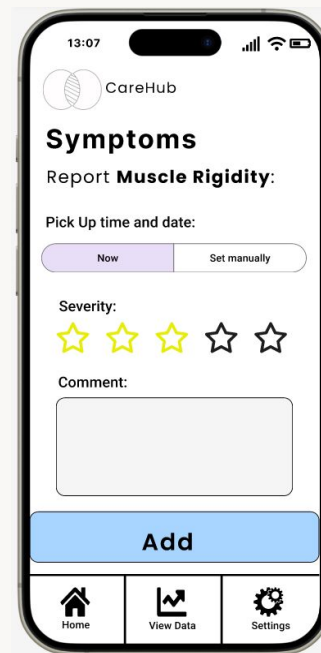 13:07
CareHub
Symptoms
Report Muscle Rigidity:
Pick Up time and date:
Now Set manually
Severity:
Comment:
Add
Home View Data Settings